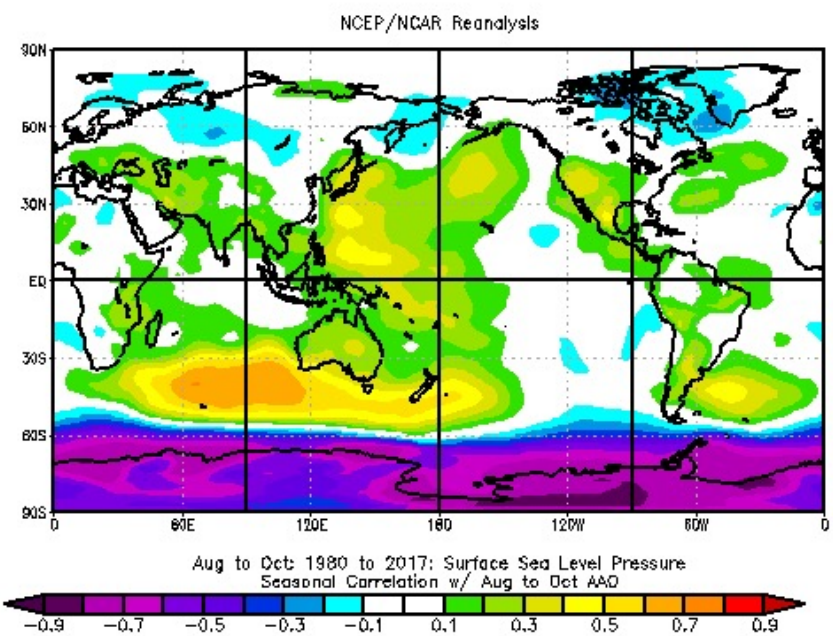 NCEP/NCAR Reanalysis
90N
60N
30N
EQ
30S
60S
90S
0 60E 120E 180 120W 60W 0
Aug to Oct: 1980 to 2017: Surface Sea Level Pressure
Seasonal Correlation w/ Aug to Oct AAO
-0.9 -0.7 -0.5 -0.3 -0.1 0.1 0.3 0.5 0.7 0.9